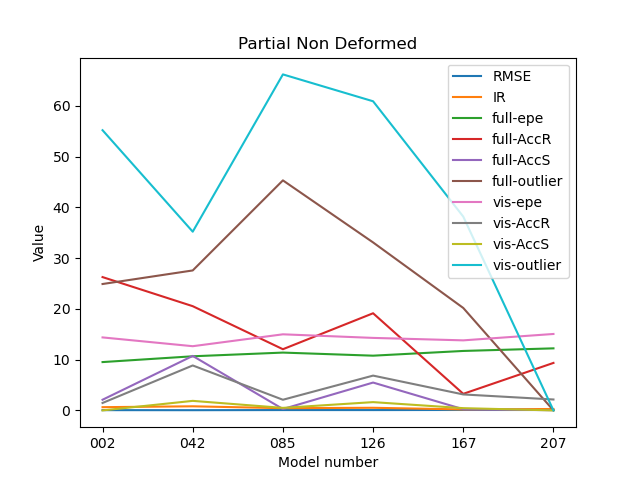 Partial Non Deformed
Value
60
50
40
30
20
10
0
002 042 085 126 167 207
Model number
RMSE
IR
full-epe
full-AccR
full-AccS
full-outlier
vis-epe
vis-AccR
vis-AccS
vis-outlier